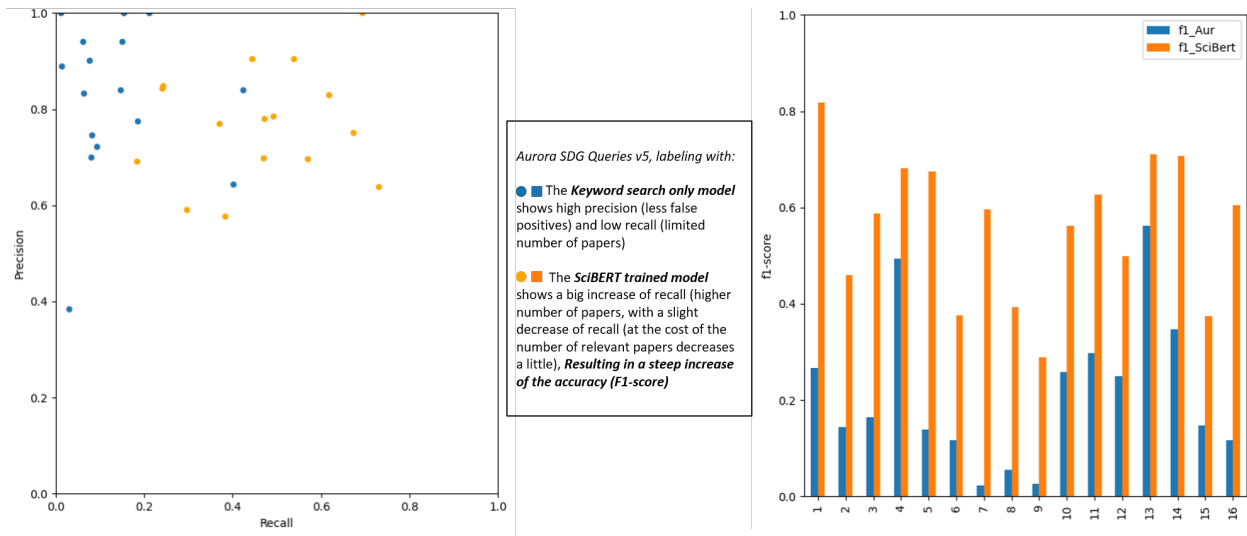 1.0
0.8
0.6
0.4
0.2
0.0
Precision
0.0 0.2 0.4 0.6 0.8 1.0
Recall
Aurora SDG Queries v5, labeling with:
The Keyword search only model
shows high precision (less false
positives) and low recall (limited
number of papers)
The SciBERT trained model
shows a big increase of recall (higher
number of papers, with a slight
decrease of recall (at the cost of the
number of relevant papers decreases
a little), Resulting in a steep increase
of the accuracy (F1-score)
1.0
0.8
0.6
0.4
0.2
0.0
f1-score
f1_Aur
f1_SciBert
1 2 3 4 5 6 7 8 9 10 11 12 13 14 15 16